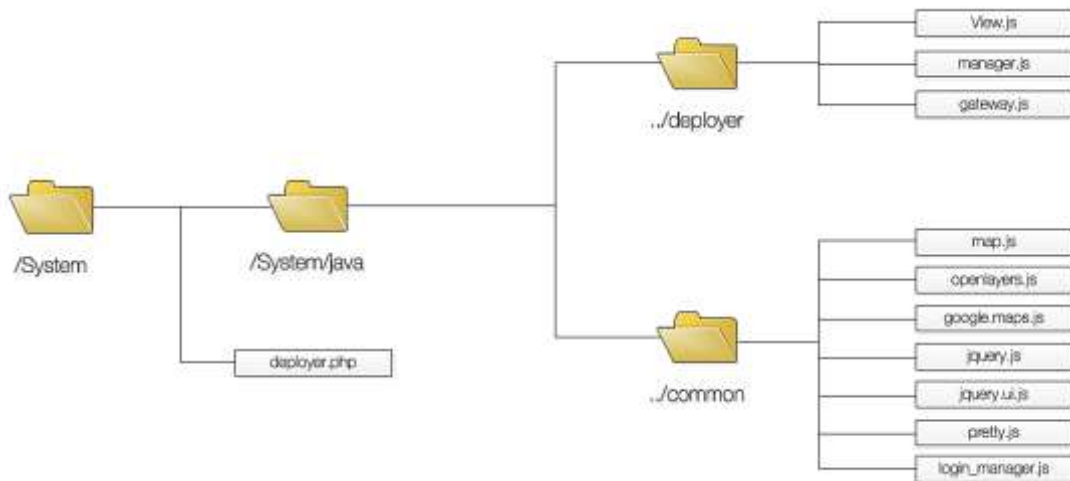 View.js
manager.js
gateway.js
../deployer
/System
/System/java
deployer.php
map.js
openlayers.js
google.maps.js
jquery.js
jquery.ui.js
pretty.js
login_manager.js
../common